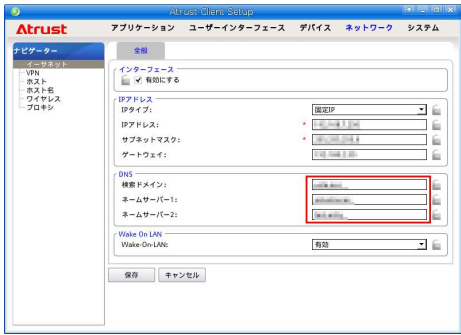 Atrust Client Setup
Atrust
アプリケーション ユーザーインターフェース デバイス ネットワーク システム
ナビゲーター
イーサネット
VPN
ホスト
ホスト名
ワイヤレス
プロキシ
全般
インターフェース
有効にする
IPアドレス
IPタイプ: 固定IP
IPアドレス: *
サブネットマスク: *
ゲートウェイ:
DNS
検索ドメイン:
ネームサーバー1:
ネームサーバー2:
Wake On LAN
Wake-On-LAN: 有効
保存 キャンセル